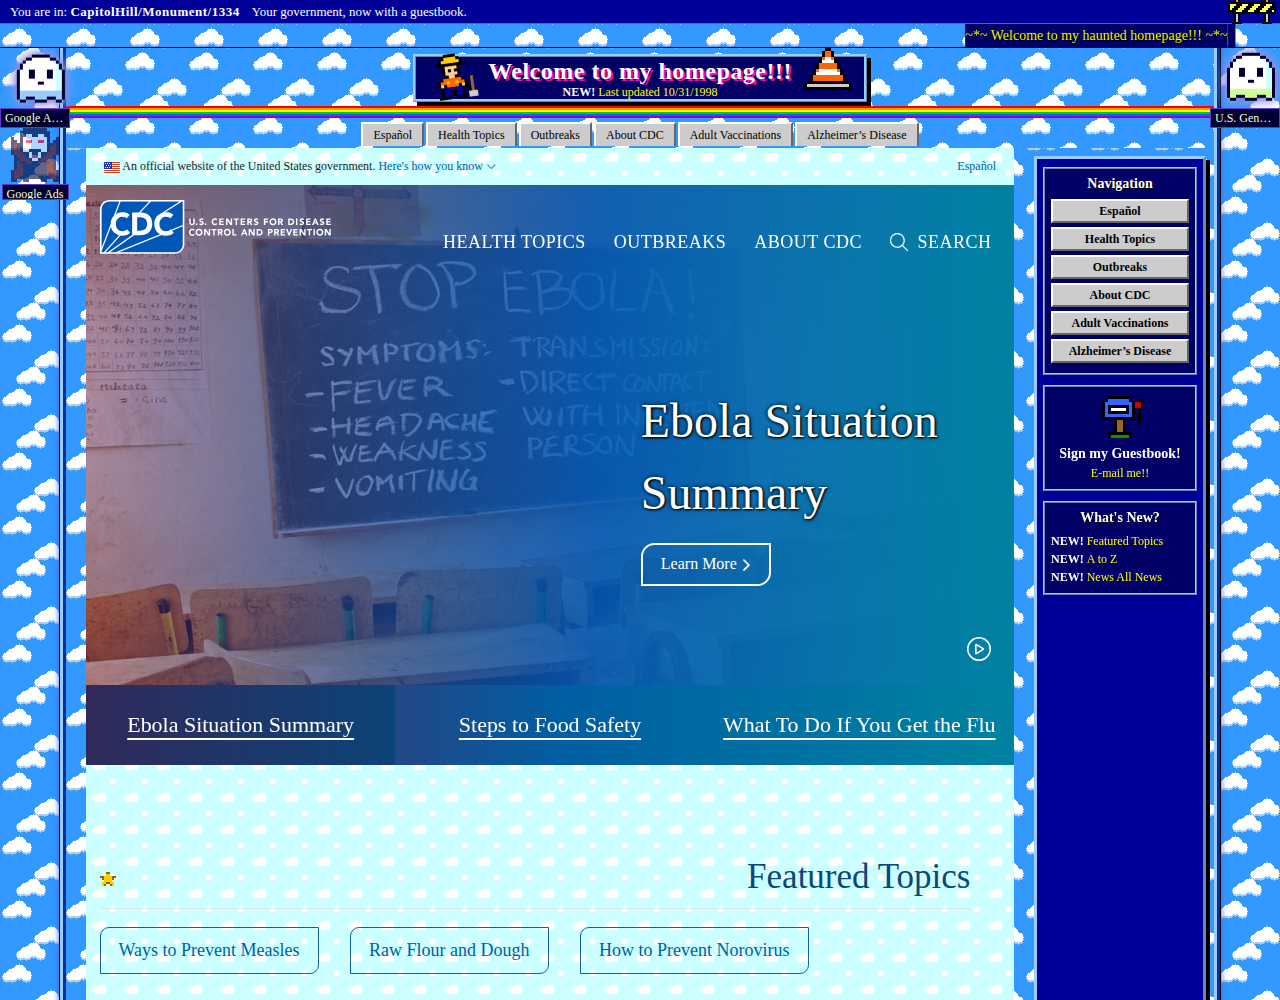 You are in: CapitolHill/Monument/1334 Your government, now with a guestbook.
~*~ Welcome to my haunted homepage!!! ~*~
Welcome to my homepage!!!
NEW! Last updated 10/31/1998
Google A…
U.S. Gen…
Google Ads
Español Health Topics Outbreaks About CDC Adult Vaccinations Alzheimer’s Disease
An official website of the United States government. Here's how you know
Español
CDC U.S. CENTERS FOR DISEASE
CONTROL AND PREVENTION
HEALTH TOPICS OUTBREAKS ABOUT CDC SEARCH
STOP EBOLA!
SYMPTOMS: TRANSMISSION:
- FEVER - DIRECT CONTACT
- HEADACHE WITH IN
- WEAKNESS PERSON
- VOMITING
Ebola Situation
Summary
Learn More
Ebola Situation Summary
Steps to Food Safety
What To Do If You Get the Flu
Featured Topics
Ways to Prevent Measles
Raw Flour and Dough
How to Prevent Norovirus
Navigation
Español
Health Topics
Outbreaks
About CDC
Adult Vaccinations
Alzheimer’s Disease
Sign my Guestbook!
E-mail me!!
What's New?
NEW! Featured Topics
NEW! A to Z
NEW! News All News